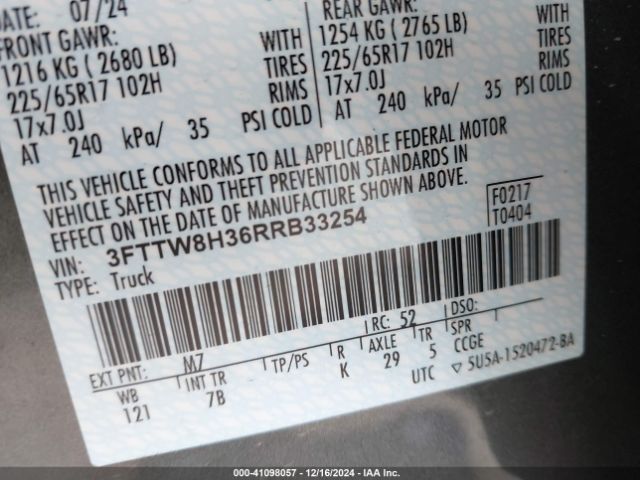 DATE: 07/24
FRONT GAWR:
1216 KG ( 2680 LB) WITH
225/65R17 102H TIRES
17x7.0J RIMS
AT 240 kPa/ 35 PSI COLD
REAR GAWR:
1254 KG ( 2765 LB) WITH
225/65R17 102H TIRES
17x7.0J RIMS
AT 240 kPa/ 35 PSI COLD
THIS VEHICLE CONFORMS TO ALL APPLICABLE FEDERAL MOTOR
VEHICLE SAFETY AND THEFT PREVENTION STANDARDS IN
EFFECT ON THE DATE OF MANUFACTURE SHOWN ABOVE.
VIN: 3FTTW8H36RRB33254
TYPE: Truck
F0217
T0404
EXT PNT: M7 RC: 52 DSO:
WB INT TR TP/PS R AXLE TR SPR
121 7B K 29 5 CCGE
UTC ▽ 5U5A-1520472-BA
000-41098057 - 12/16/2024 - IAA Inc.